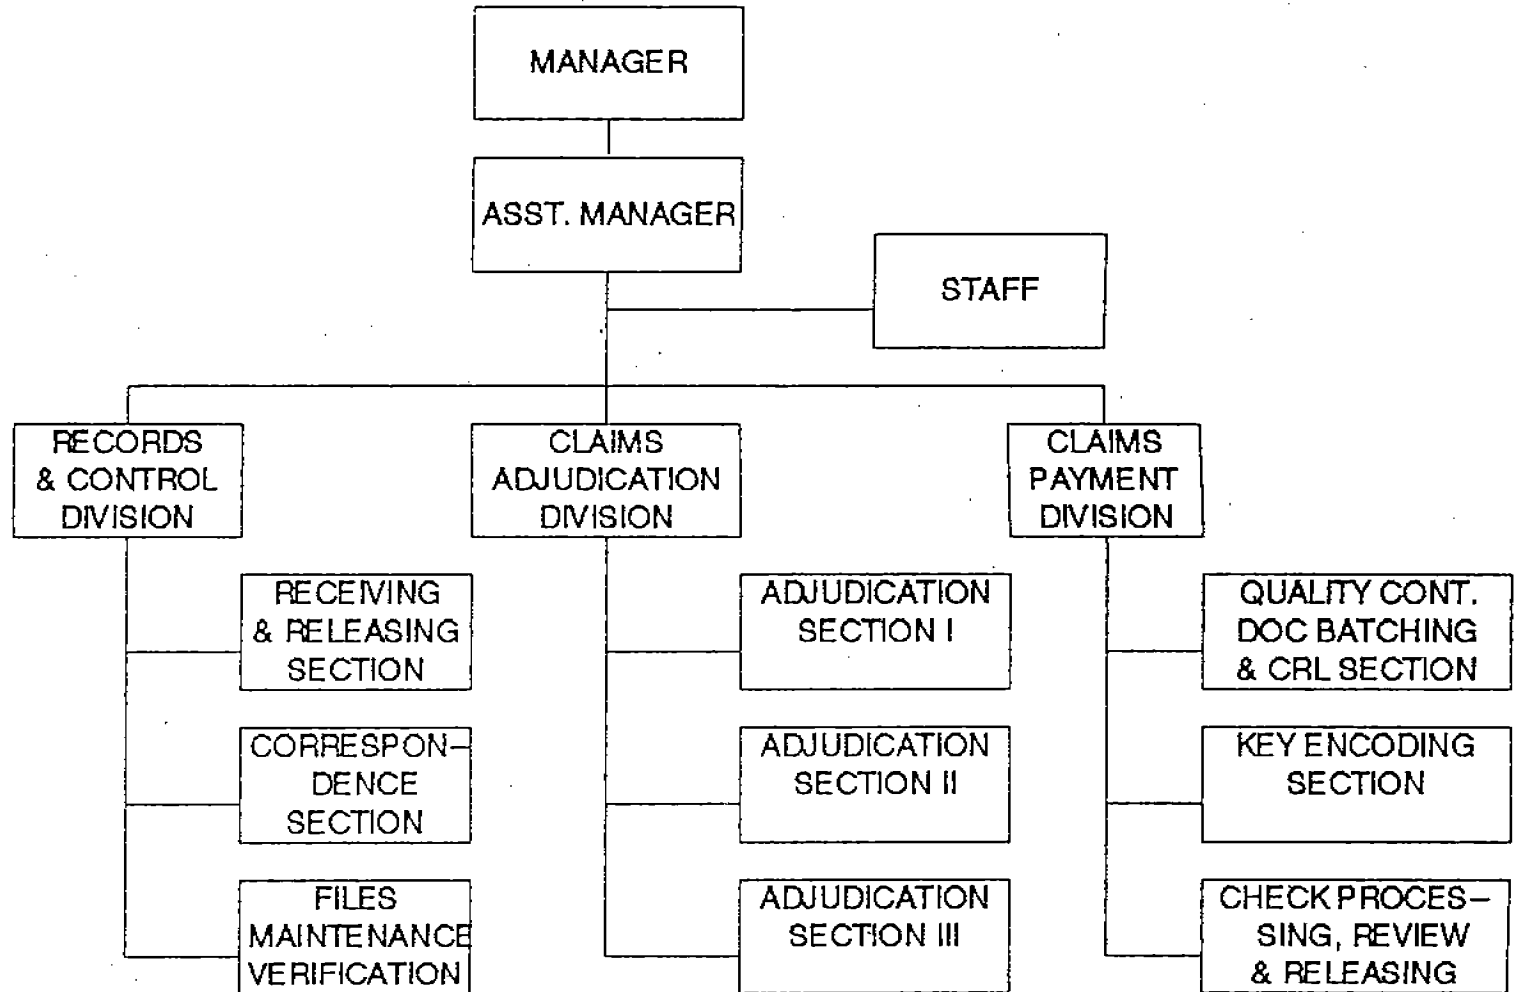 MANAGER
ASST. MANAGER
STAFF
RECORDS
& CONTROL
DIVISION
CLAIMS
ADJUDICATION
DIVISION
CLAIMS
PAYMENT
DIVISION
RECEIVING
& RELEASING
SECTION
ADJUDICATION
SECTION I
QUALITY CONT.
DOC BATCHING
& CRL SECTION
CORRESPON-
DENCE
SECTION
ADJUDICATION
SECTION II
KEY ENCODING
SECTION
FILES
MAINTENANCE
VERIFICATION
ADJUDICATION
SECTION III
CHECK PROCES-
SING, REVIEW
& RELEASING